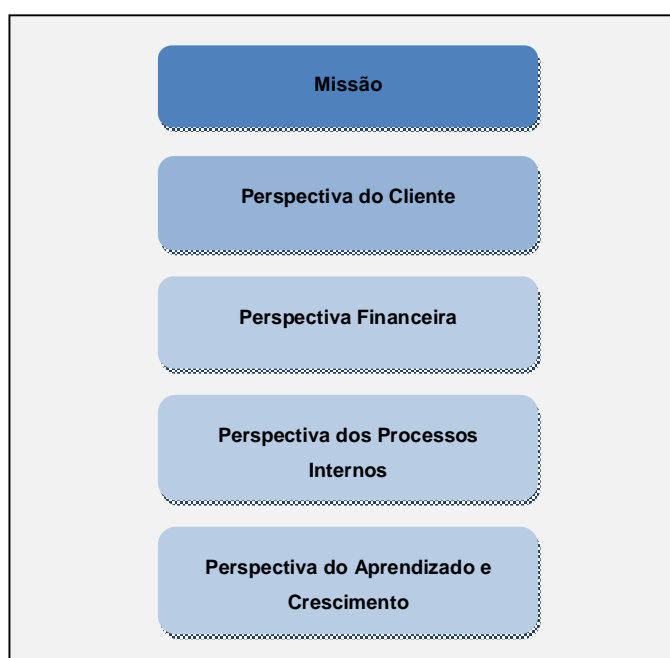 Missão
Perspectiva do Cliente
Perspectiva Financeira
Perspectiva dos Processos
Internos
Perspectiva do Aprendizado e
Crescimento